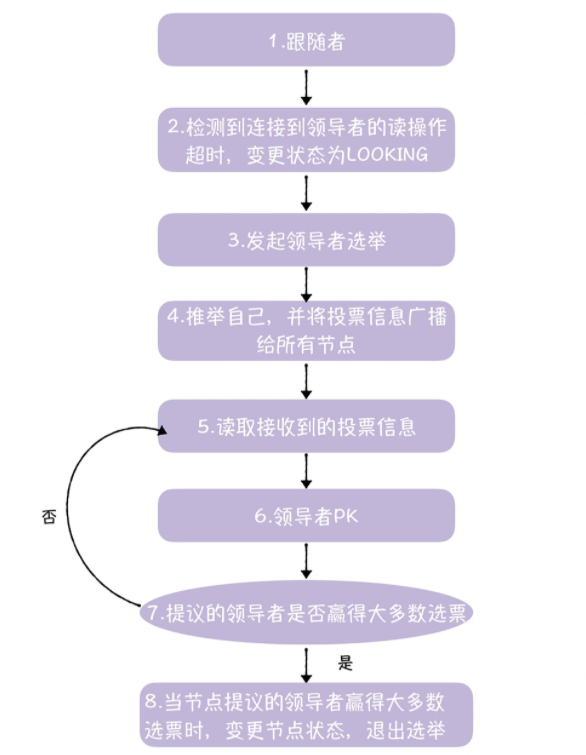 1.跟随者
2.检测到连接到领导者的读操作
超时，变更状态为LOOKING
3.发起领导者选举
4.推举自己，并将投票信息广播
给所有节点
5.读取接收到的投票信息
6.领导者PK
否
7.提议的领导者是否赢得大多数选票
是
8.当节点提议的领导者赢得大多数
选票时，变更节点状态，退出选举